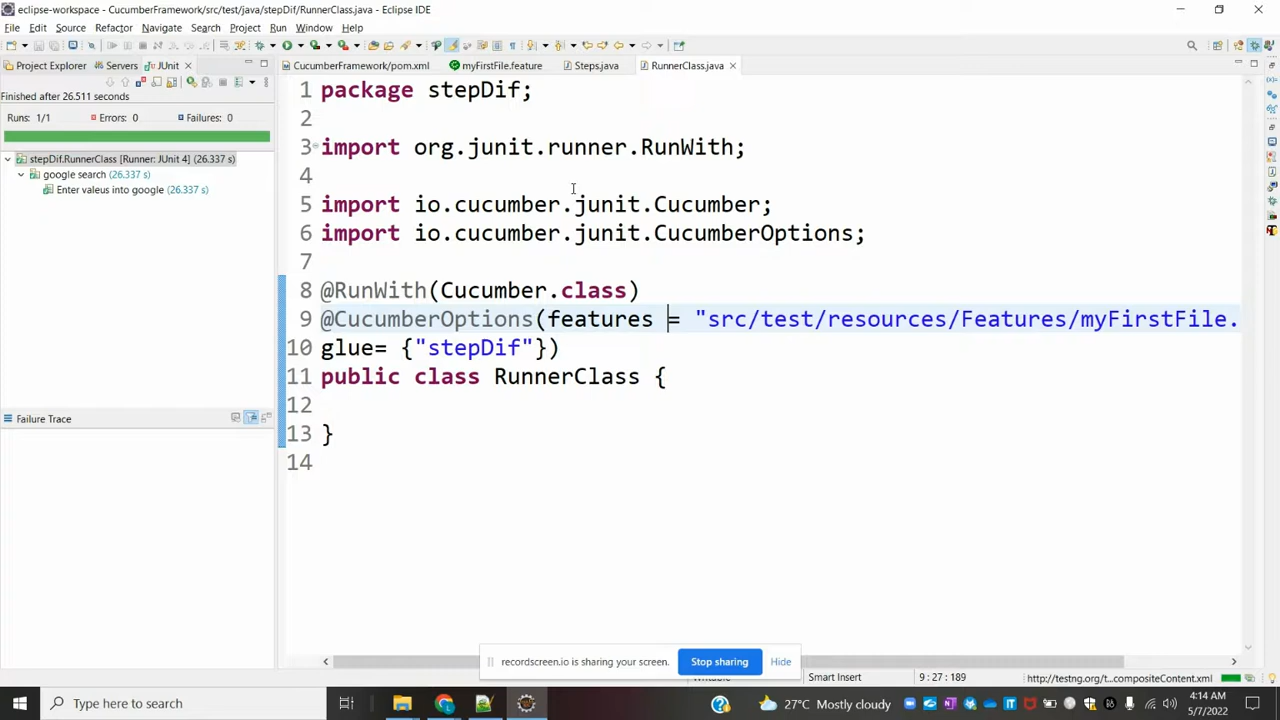 eclipse-workspace - CucumberFramework/src/test/java/stepDif/RunnerClass.java - Eclipse IDE
File Edit Source Refactor Navigate Search Project Run Window Help
Project Explorer Servers JUnit
CucumberFramework/pom.xml myFirstFile.feature Steps.java RunnerClass.java
Finished after 26.511 seconds
Runs: 1/1 Errors: 0 Failures: 0
stepDif.RunnerClass [Runner: JUnit 4] (26.337 s)
google search (26.337 s)
Enter valeus into google (26.337 s)
Failure Trace
1 package stepDif;
2
3 import org.junit.runner.RunWith;
4
5 import io.cucumber.junit.Cucumber;
6 import io.cucumber.junit.CucumberOptions;
7
8 @RunWith(Cucumber.class)
9 @CucumberOptions(features = "src/test/resources/Features/myFirstFile.
10 glue= {"stepDif"})
11 public class RunnerClass {
12
13 }
14
recordscreen.io is sharing your screen. Stop sharing Hide
Writable Smart Insert 9 : 27 : 189 http://testng.org/t...compositeContent.xml
Type here to search
27°C Mostly cloudy
4:14 AM
5/7/2022